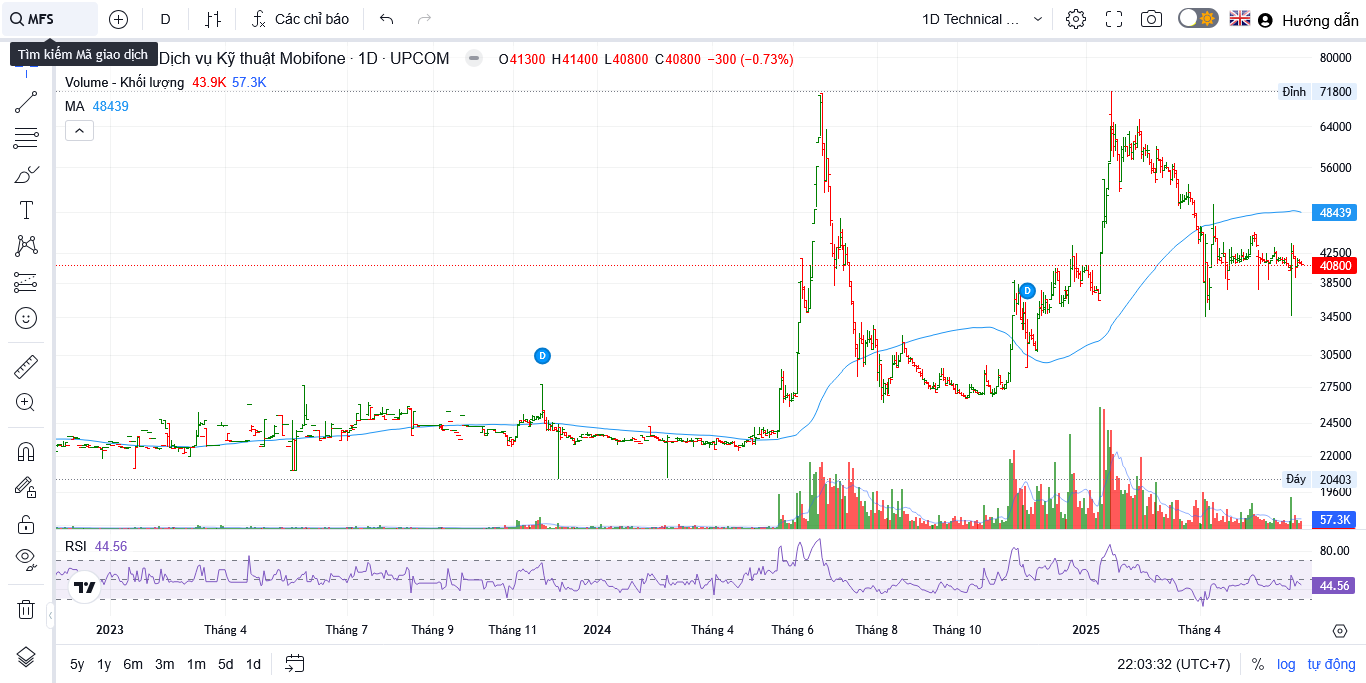 MFS D Các chỉ báo 1D Technical ... Hướng dẫn
Tìm kiếm Mã giao dịch
Dịch vụ Kỹ thuật Mobifone · 1D · UPCOM O41300 H41400 L40800 C40800 −300 (−0.73%)
Volume - Khối lượng 43.9K 57.3K
MA 48439
80000
Đỉnh 71800
64000
56000
48439
42500
40800
38500
34500
30500
27500
24500
22000
Đáy 20403
19600
57.3K
D
D
RSI 44.56
80.00
44.56
2023 Tháng 4 Tháng 7 Tháng 9 Tháng 11 2024 Tháng 4 Tháng 6 Tháng 8 Tháng 10 2025 Tháng 4
5y 1y 6m 3m 1m 5d 1d 22:03:32 (UTC+7) % log tự động